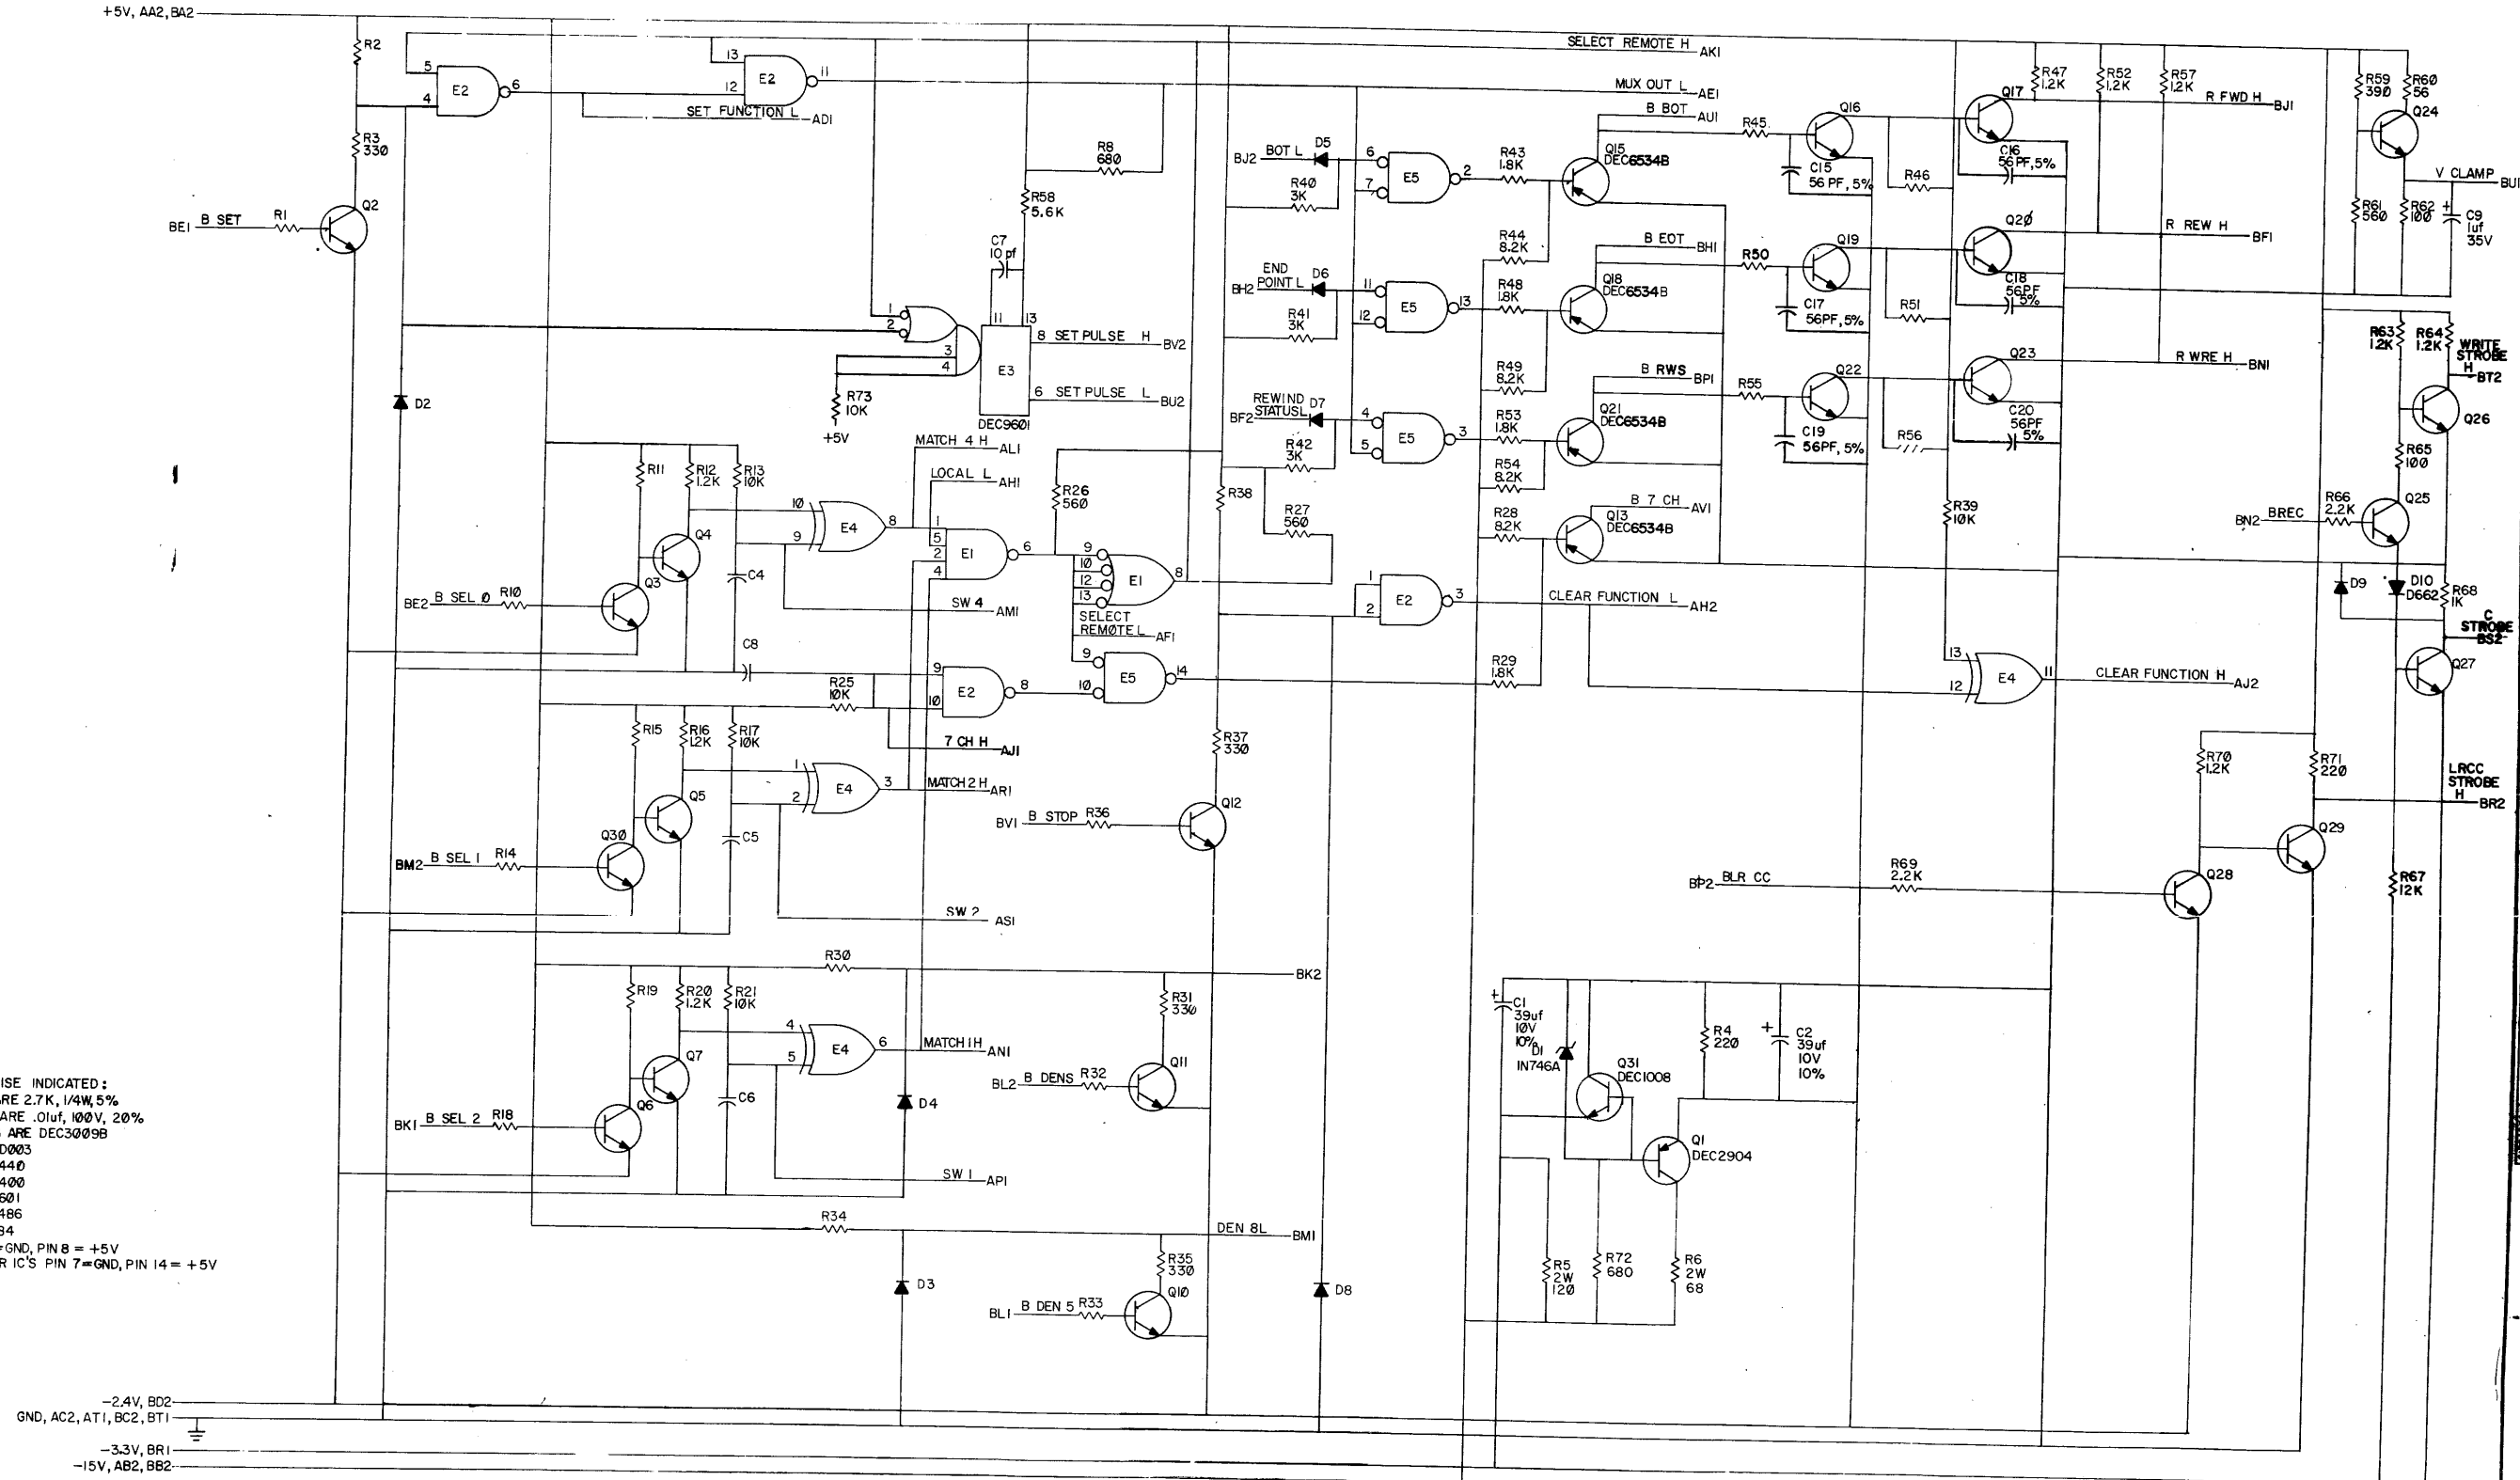 +5V, AA2, BA2
R2
5
4
E2
6
13
12
E2
11
SELECT REMOTE H
AK1
MUX OUT L
AE1
SET FUNCTION L
AD1
R3
330
BE1
B SET
R1
Q2
R8
680
R58
5.6K
C7
10 pf
1
2
3
4
11
13
E3
8 SET PULSE H
BV2
6 SET PULSE L
BU2
DEC9601
R73
10K
+5V
D2
BJ2
BOT L
D5
R40
3K
6
7
E5
2
R43
1.8K
R44
8.2K
Q15
DEC6534B
B BOT
AU1
R45
Q16
C15
56 PF, 5%
R46
Q17
C16
56 PF, 5%
R47
1.2K
R52
1.2K
R57
1.2K
R FWD H
BJ1
BH2
END
POINT L
D6
R41
3K
11
12
E5
13
R48
1.8K
R49
8.2K
Q18
DEC6534B
B EOT
BH1
R50
Q19
C17
56PF, 5%
R51
Q20
C18
56PF
5%
R REW H
BF1
BF2
REWIND
STATUSL
D7
R42
3K
4
5
E5
3
R53
1.8K
R54
8.2K
Q21
DEC6534B
B RWS
BP1
R55
Q22
C19
56PF, 5%
R56
Q23
C20
56PF
5%
R WRE H
BN1
R59
390
R60
56
Q24
V CLAMP
BU1
R61
560
R62
100
+
C9
1uf
35V
R63
1.2K
R64
1.2K
WRITE
STROBE
H
BT2
Q26
R65
100
BN2
BREC
R66
2.2K
Q25
D9
D10
D662
R68
1K
C
STROBE
BS2
Q27
R11
R12
1.2K
R13
10K
Q4
Q3
C4
BE2
B SEL 0
R10
10
9
E4
8
MATCH 4 H
AL1
LOCAL L
AH1
1
5
2
4
E1
6
R26
560
9
10
12
13
E1
8
SELECT
REMOTE L
AF1
R27
560
R38
SW 4
AM1
R28
8.2K
Q13
DEC6534B
B 7 CH
AV1
R39
10K
1
2
E2
3
CLEAR FUNCTION L
AH2
C8
R25
10K
9
10
E2
8
9
10
E5
14
R29
1.8K
13
12
E4
11
CLEAR FUNCTION H
AJ2
7 CH H
AJ1
R15
R16
1.2K
R17
10K
Q5
Q30
C5
BM2
B SEL 1
R14
1
2
E4
3
MATCH 2 H
AR1
SW 2
AS1
R37
330
BV1
B STOP
R36
Q12
R70
1.2K
R71
220
LRCC
STROBE
H
BR2
Q29
BP2
BLR CC
R69
2.2K
Q28
R67
12K
R30
BK2
R19
R20
1.2K
R21
10K
Q7
Q6
C6
BK1
B SEL 2
R18
4
5
E4
6
MATCH 1H
AN1
D4
SW 1
AP1
R31
330
BL2
B DENS
R32
Q11
+
C1
39uf
10V
10%
D1
IN746A
Q31
DEC1008
R4
220
+
C2
39uf
10V
10%
Q1
DEC2904
R5
2W
120
R72
680
R6
2W
68
R34
DEN 8L
BM1
D3
R35
330
BL1
B DEN 5
R33
Q10
D8
ISE INDICATED:
RE 2.7K, 1/4W, 5%
ARE .01uf, 100V, 20%
ARE DEC3009B
D003
440
400
601
486
84
=GND, PIN 8 = +5V
R IC'S PIN 7=GND, PIN 14 = +5V
-2.4V, BD2
GND, AC2, AT1, BC2, BT1
-3.3V, BR1
-15V, AB2, BB2